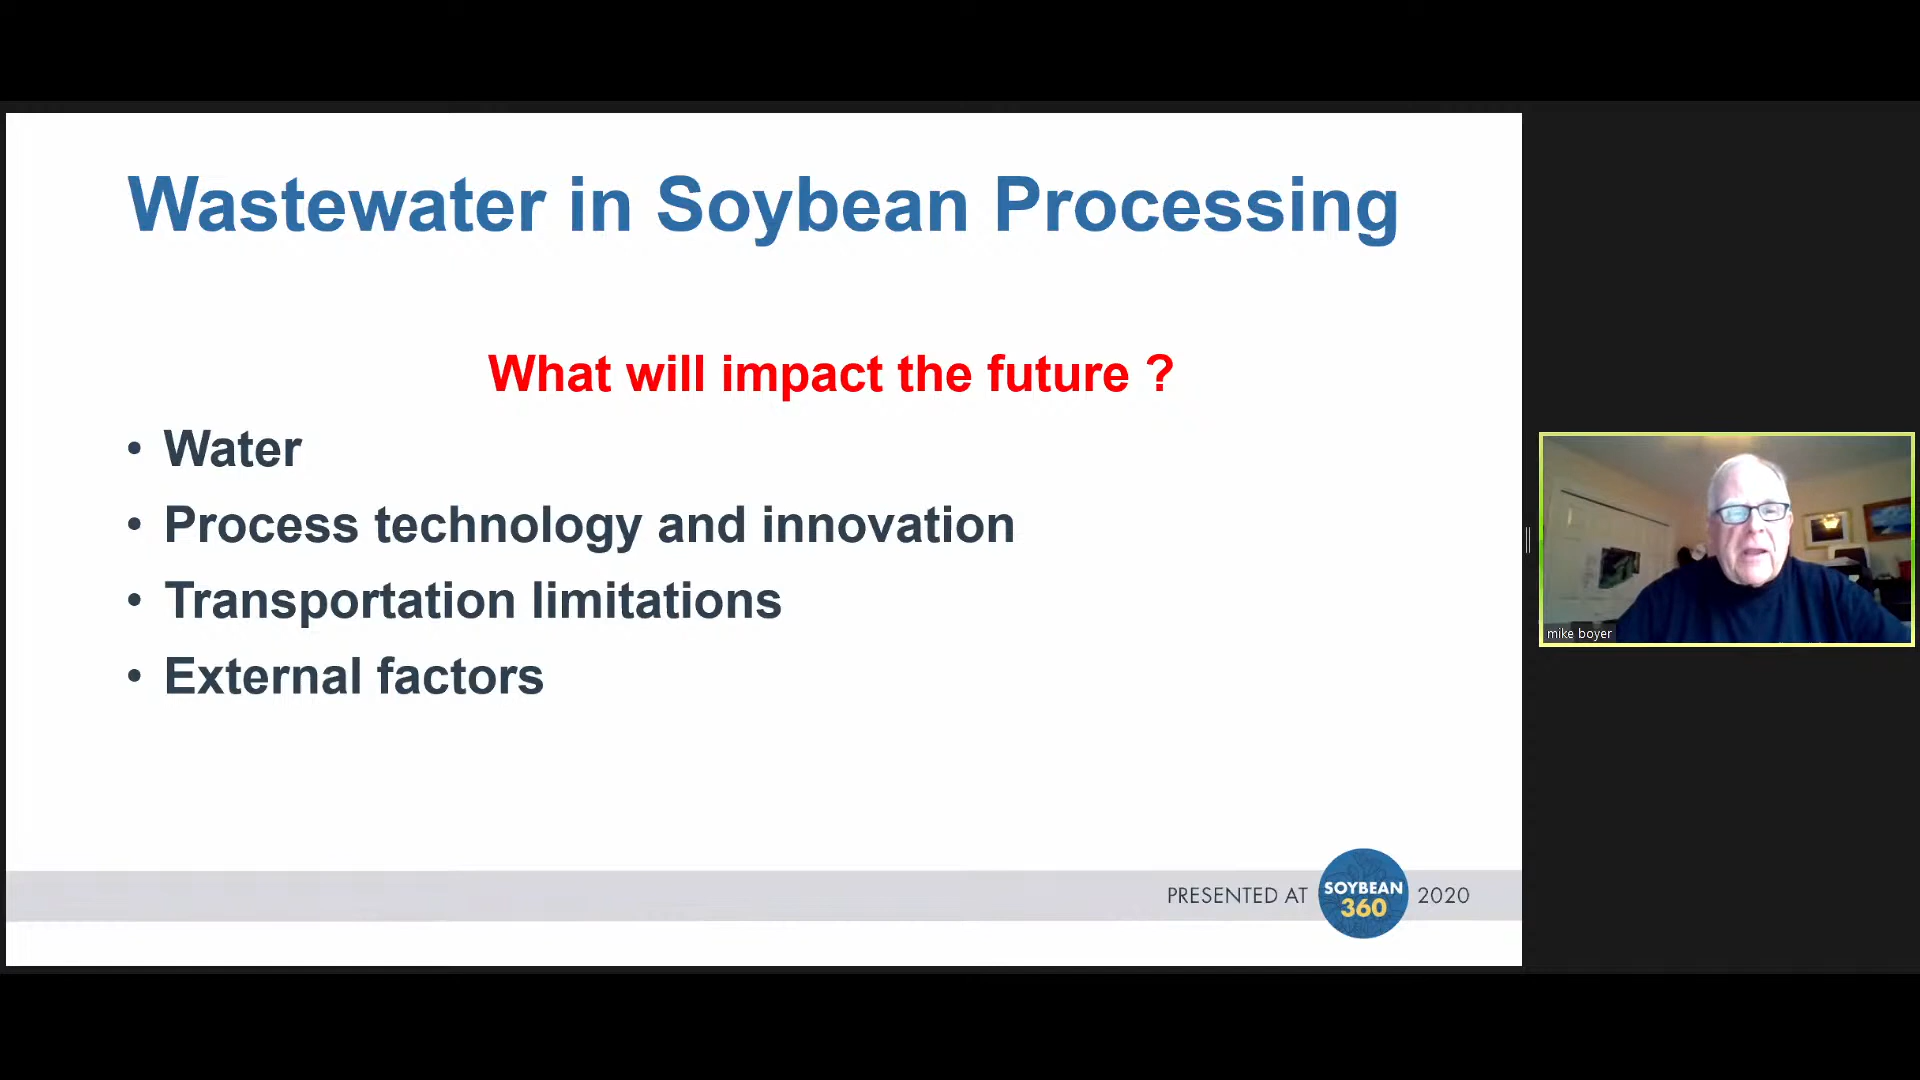 Wastewater in Soybean Processing
What will impact the future ?
• Water
• Process technology and innovation
• Transportation limitations
• External factors
PRESENTED AT SOYBEAN 360 2020
mike boyer